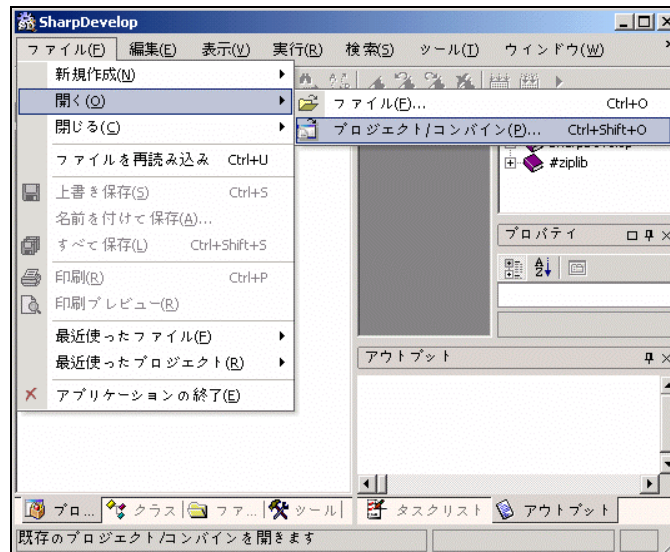 SharpDevelop
ファイル(F) 編集(E) 表示(V) 実行(R) 検索(S) ツール(T) ウィンドウ(W)
新規作成(N)
開く(O)
ファイル(F)... Ctrl+O
閉じる(C)
プロジェクト/コンバイン(P)... Ctrl+Shift+O
ファイルを再読み込み Ctrl+U
#ziplib
上書き保存(S) Ctrl+S
名前を付けて保存(A)...
すべて保存(L) Ctrl+Shift+S
プロパティ
印刷(R) Ctrl+P
印刷プレビュー(R)
最近使ったファイル(F)
最近使ったプロジェクト(R)
アウトプット
アプリケーションの終了(E)
プロ... クラス ファ... ツール タスクリスト アウトプット
既存のプロジェクト/コンバインを開きます